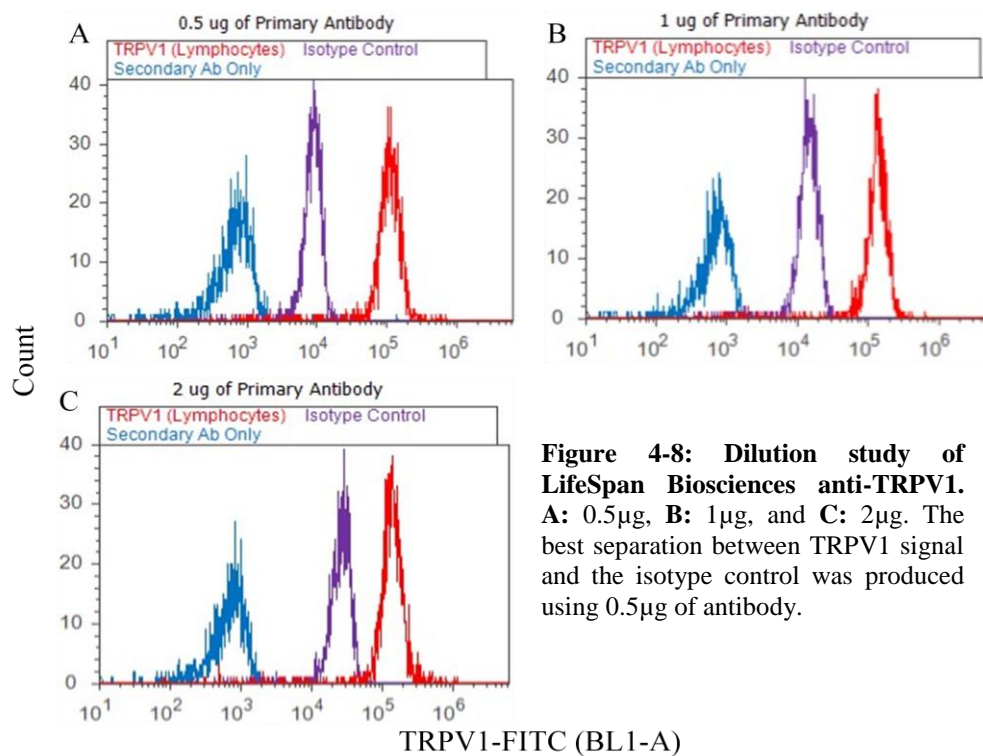 A
0.5 ug of Primary Antibody
TRPV1 (Lymphocytes) Isotype Control
Secondary Ab Only
40
30
20
10
0
10^1 10^2 10^3 10^4 10^5 10^6
B
1 ug of Primary Antibody
TRPV1 (Lymphocytes) Isotype Control
Secondary Ab Only
40
30
20
10
0
10^1 10^2 10^3 10^4 10^5 10^6
C
2 ug of Primary Antibody
TRPV1 (Lymphocytes) Isotype Control
Secondary Ab Only
40
30
20
10
0
10^1 10^2 10^3 10^4 10^5 10^6
Count
TRPV1-FITC (BL1-A)
Figure 4-8: Dilution study of
LifeSpan Biosciences anti-TRPV1.
A: 0.5µg, B: 1µg, and C: 2µg. The
best separation between TRPV1 signal
and the isotype control was produced
using 0.5µg of antibody.